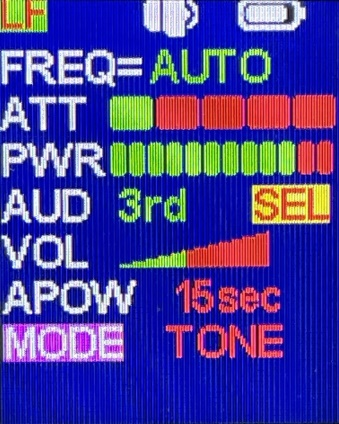 LF
FREQ=AUTO
ATT
PWR
AUD 3rd SEL
VOL
APOW 15sec
MODE TONE